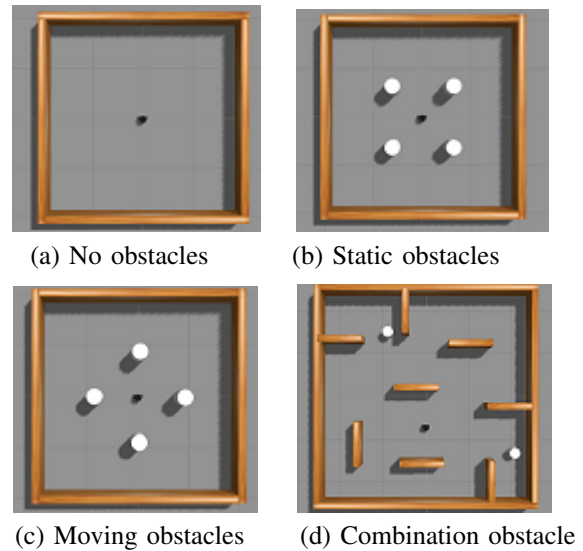 (a) No obstacles
(b) Static obstacles
(c) Moving obstacles
(d) Combination obstacle